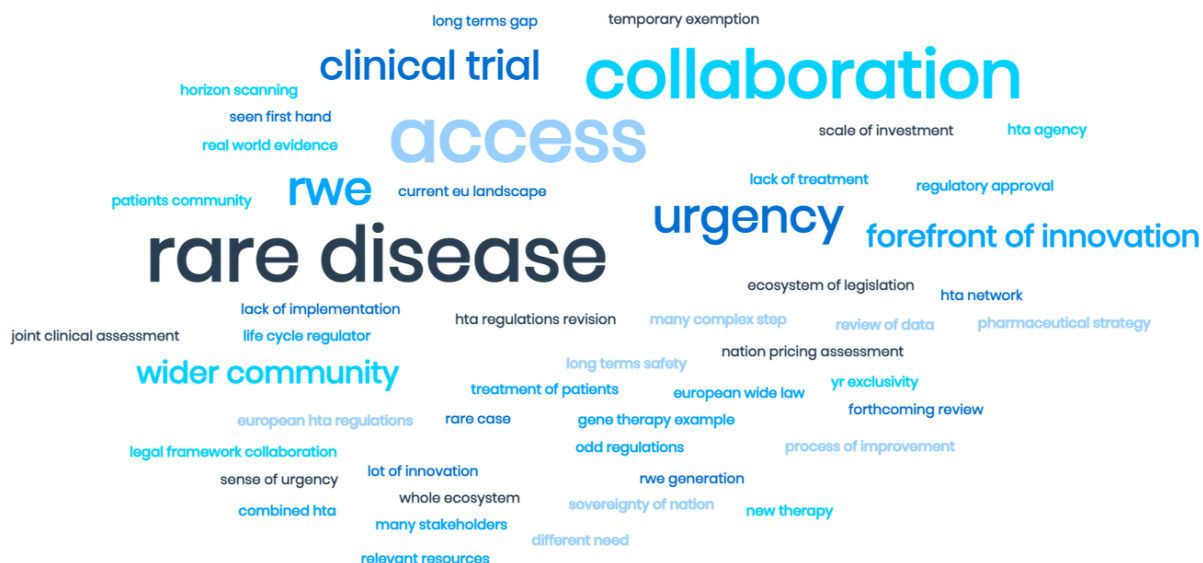 long terms gap
temporary exemption
clinical trial
collaboration
horizon scanning
seen first hand
access
scale of investment
hta agency
real world evidence
rwe
current eu landscape
lack of treatment
regulatory approval
patients community
urgency
forefront of innovation
rare disease
ecosystem of legislation
hta network
lack of implementation
hta regulations revision
many complex step
review of data
pharmaceutical strategy
joint clinical assessment
life cycle regulator
nation pricing assessment
wider community
long terms safety
treatment of patients
european wide law
yr exclusivity
european hta regulations
rare case
gene therapy example
forthcoming review
legal framework collaboration
odd regulations
process of improvement
sense of urgency
lot of innovation
rwe generation
whole ecosystem
sovereignty of nation
combined hta
many stakeholders
new therapy
different need
relevant resources